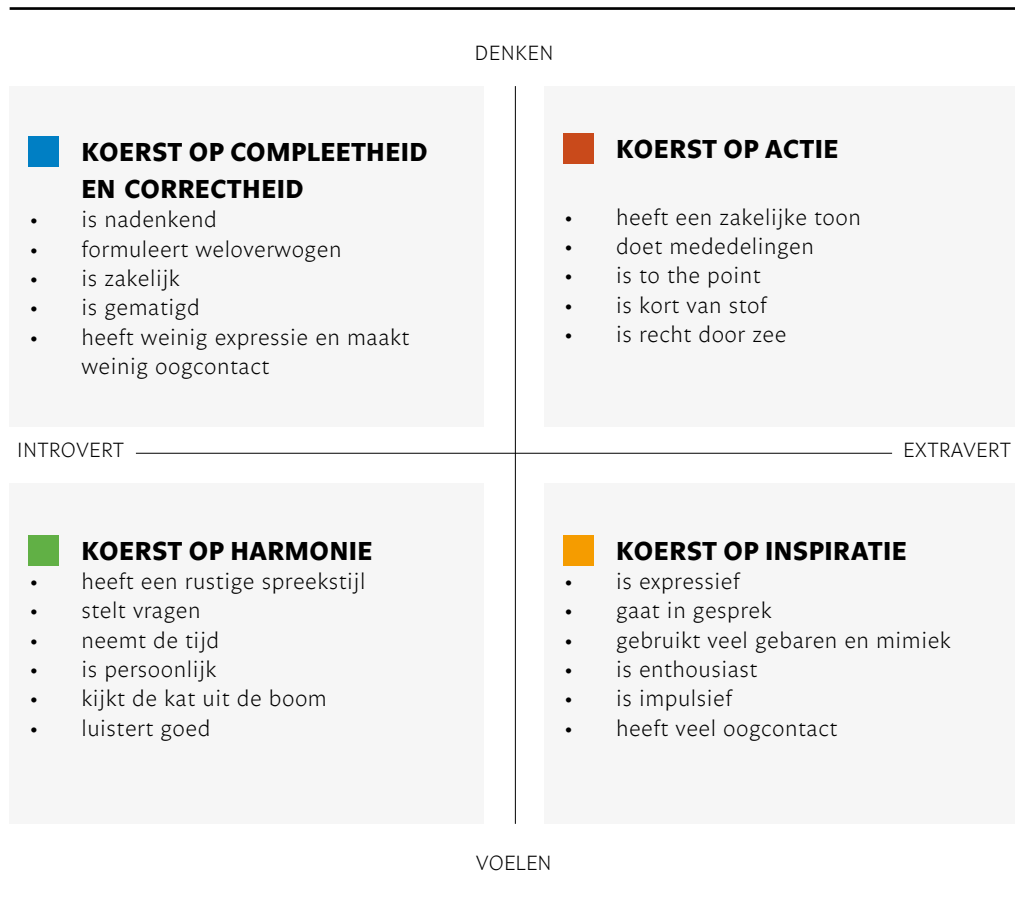 DENKEN
KOERST OP COMPLEETHEID
EN CORRECTHEID
• is nadenkend
• formuleert weloverwogen
• is zakelijk
• is gematigd
• heeft weinig expressie en maakt
weinig oogcontact
KOERST OP ACTIE
• heeft een zakelijke toon
• doet mededelingen
• is to the point
• is kort van stof
• is recht door zee
INTROVERT
EXTRAVERT
KOERST OP HARMONIE
• heeft een rustige spreekstijl
• stelt vragen
• neemt de tijd
• is persoonlijk
• kijkt de kat uit de boom
• luistert goed
KOERST OP INSPIRATIE
• is expressief
• gaat in gesprek
• gebruikt veel gebaren en mimiek
• is enthousiast
• is impulsief
• heeft veel oogcontact
VOELEN